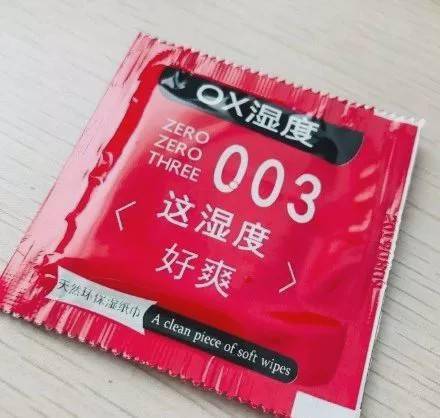 OX湿度
ZERO
ZERO
THREE
003
这湿度
好爽
天然环保湿纸巾
A clean piece of soft wipes